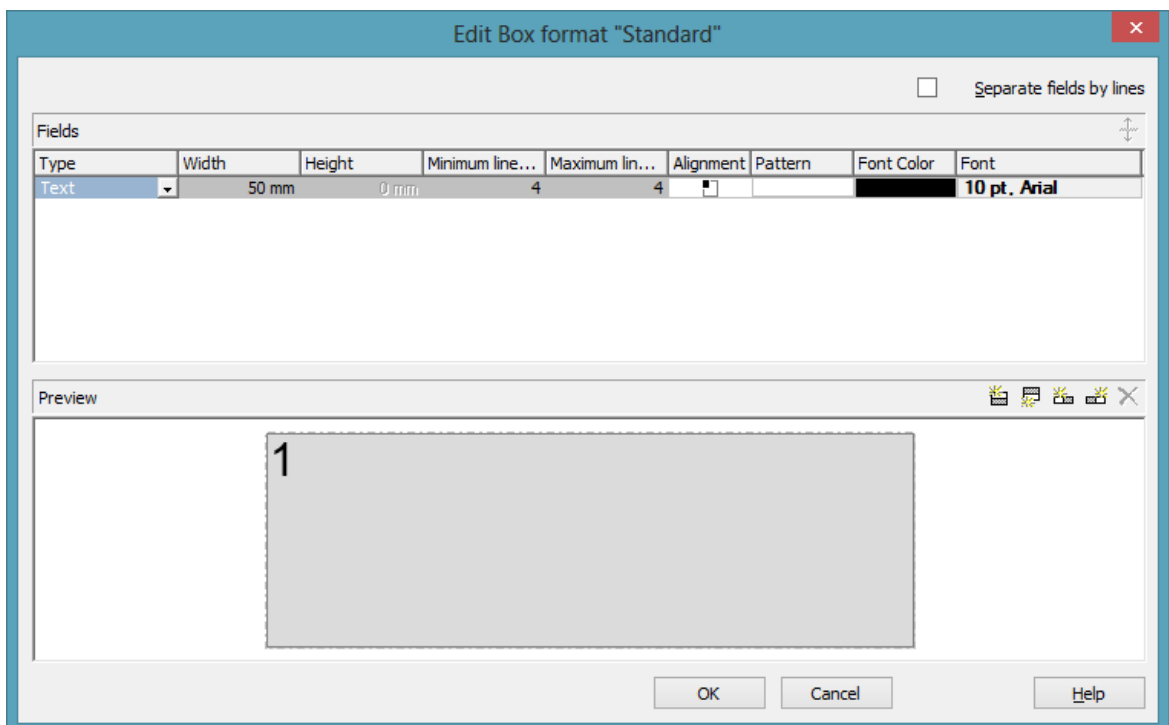 Edit Box format "Standard"
Separate fields by lines
Fields
Type Width Height Minimum line... Maximum lin... Alignment Pattern Font Color Font
Text 50 mm 0 mm 4 4 10 pt. Arial
Preview
1
OK Cancel Help